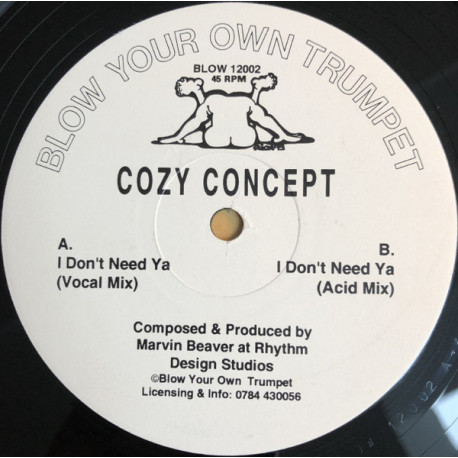 BLOW YOUR OWN TRUMPET
BLOW 12002
45 RPM
COZY CONCEPT
A.
I Don't Need Ya
(Vocal Mix)
B.
I Don't Need Ya
(Acid Mix)
Composed & Produced by
Marvin Beaver at Rhythm
Design Studios
©Blow Your Own Trumpet
Licensing & Info: 0784 430056